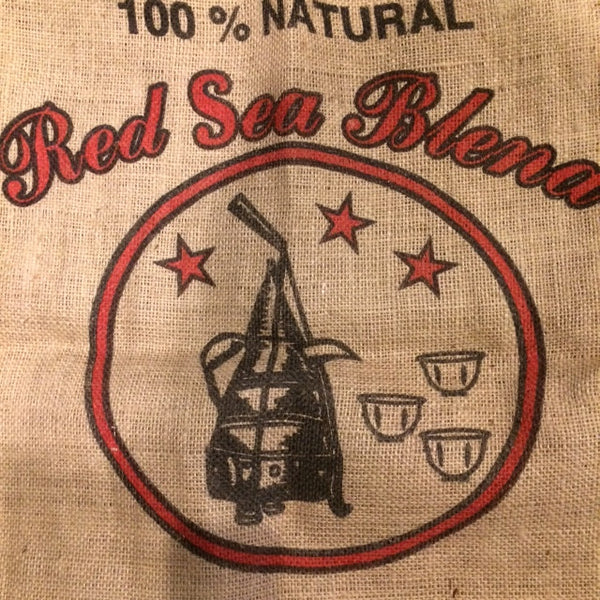 100 % NATURAL
Red Sea Blend